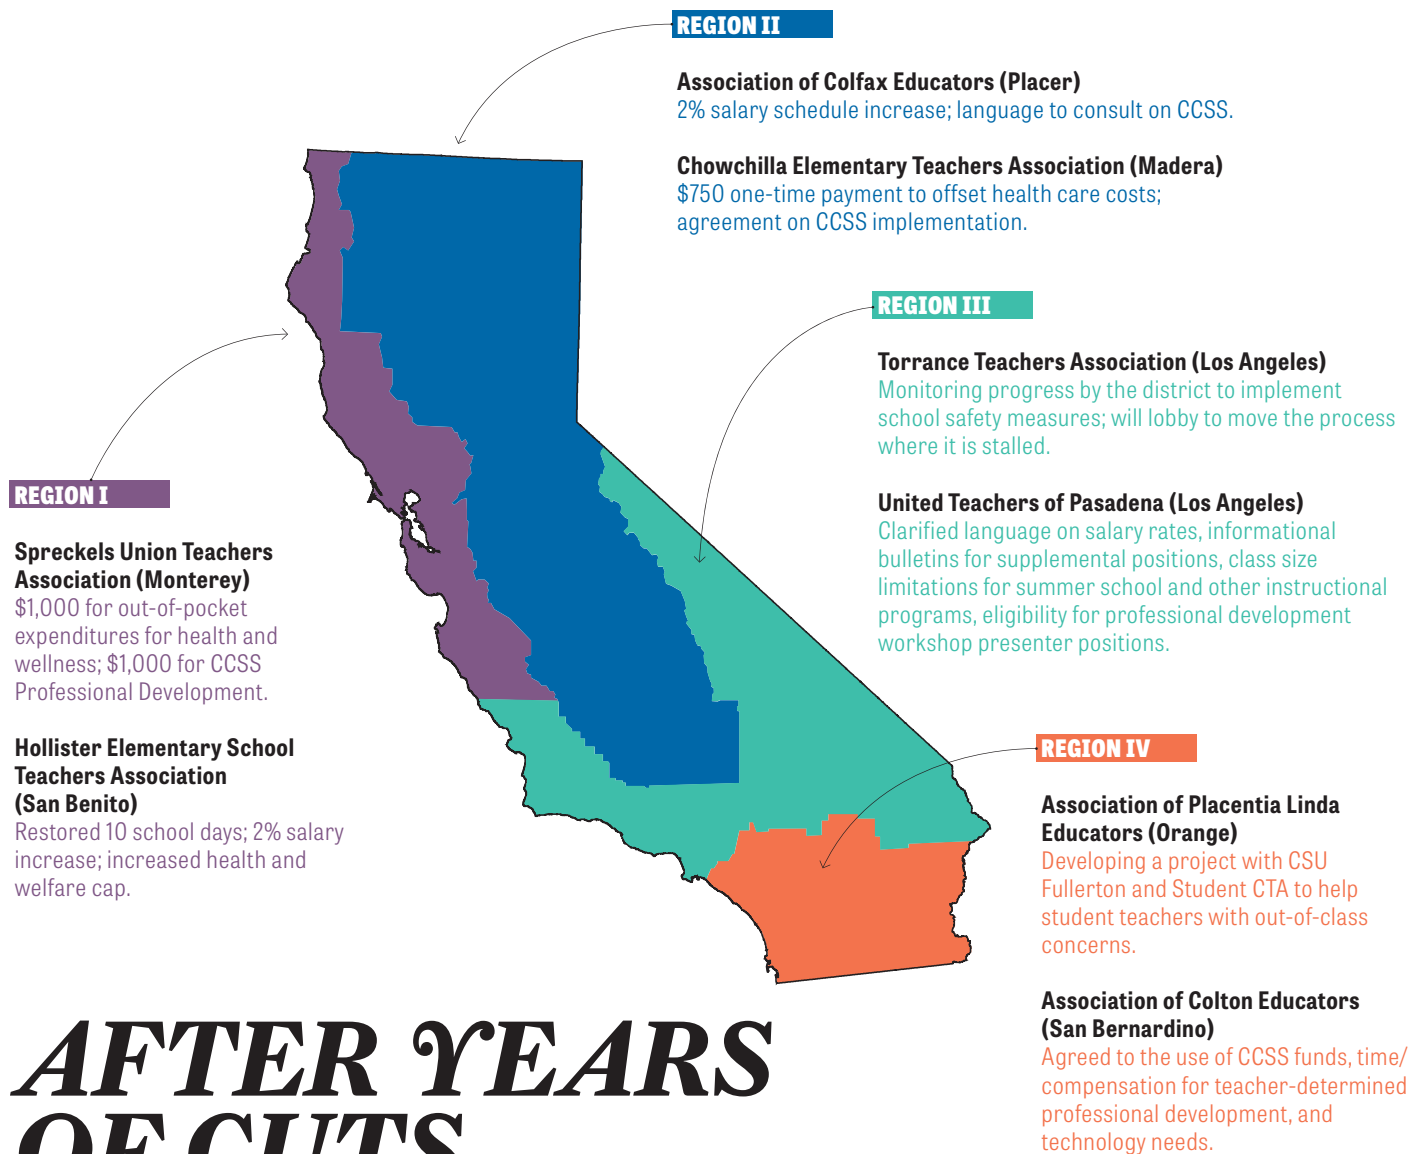 REGION II
Association of Colfax Educators (Placer)
2% salary schedule increase; language to consult on CCSS.
Chowchilla Elementary Teachers Association (Madera)
$750 one-time payment to offset health care costs;
agreement on CCSS implementation.
REGION III
Torrance Teachers Association (Los Angeles)
Monitoring progress by the district to implement
school safety measures; will lobby to move the process
where it is stalled.
United Teachers of Pasadena (Los Angeles)
Clarified language on salary rates, informational
bulletins for supplemental positions, class size
limitations for summer school and other instructional
programs, eligibility for professional development
workshop presenter positions.
REGION I
Spreckels Union Teachers
Association (Monterey)
$1,000 for out-of-pocket
expenditures for health and
wellness; $1,000 for CCSS
Professional Development.
Hollister Elementary School
Teachers Association
(San Benito)
Restored 10 school days; 2% salary
increase; increased health and
welfare cap.
REGION IV
Association of Placentia Linda
Educators (Orange)
Developing a project with CSU
Fullerton and Student CTA to help
student teachers with out-of-class
concerns.
Association of Colton Educators
(San Bernardino)
Agreed to the use of CCSS funds, time/
compensation for teacher-determined
professional development, and
technology needs.
AFTER YEARS
OF CUTS